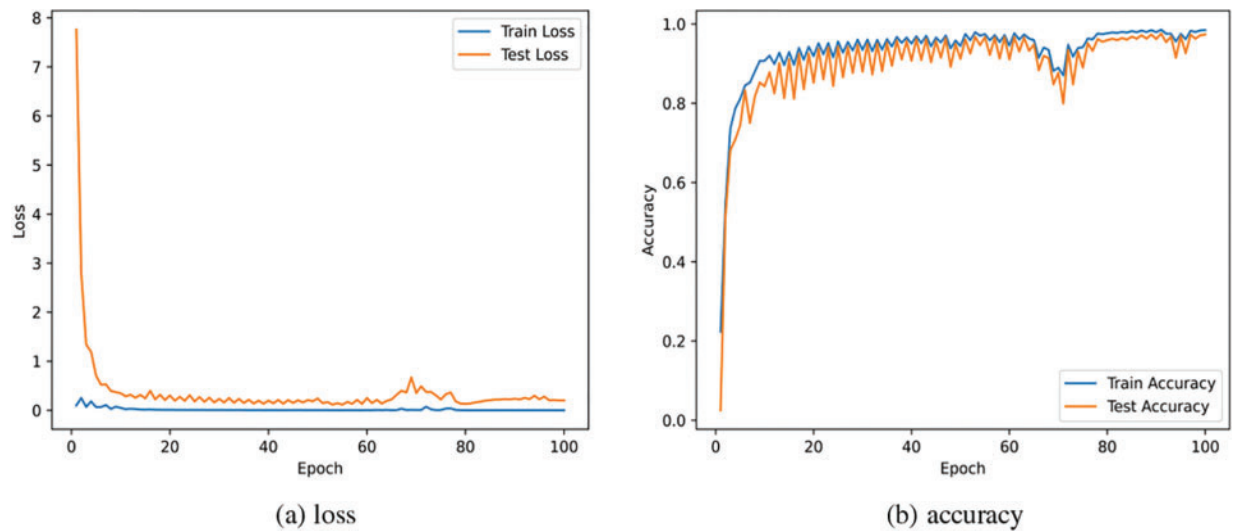 8
7
6
5
4
3
2
1
0
Loss
Train Loss
Test Loss
0 20 40 60 80 100
Epoch
(a) loss
1.0
0.8
0.6
0.4
0.2
0.0
Accuracy
Train Accuracy
Test Accuracy
0 20 40 60 80 100
Epoch
(b) accuracy